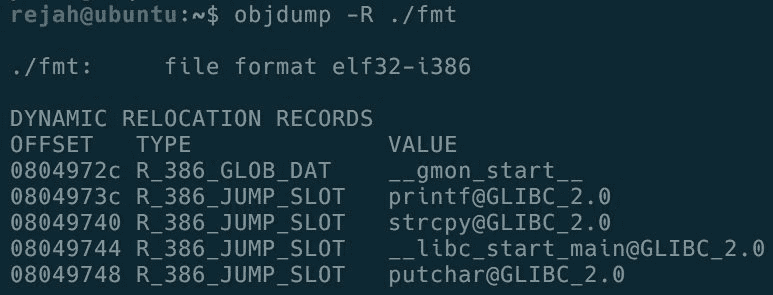 rejah@ubuntu:~$ objdump -R ./fmt
./fmt:     file format elf32-i386
DYNAMIC RELOCATION RECORDS
OFFSET   TYPE              VALUE
0804972c R_386_GLOB_DAT    __gmon_start__
0804973c R_386_JUMP_SLOT   printf@GLIBC_2.0
08049740 R_386_JUMP_SLOT   strcpy@GLIBC_2.0
08049744 R_386_JUMP_SLOT   __libc_start_main@GLIBC_2.0
08049748 R_386_JUMP_SLOT   putchar@GLIBC_2.0